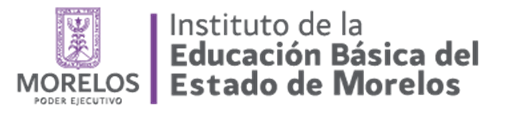 MORELOS
PODER EJECUTIVO
Instituto de la
Educación Básica del
Estado de Morelos